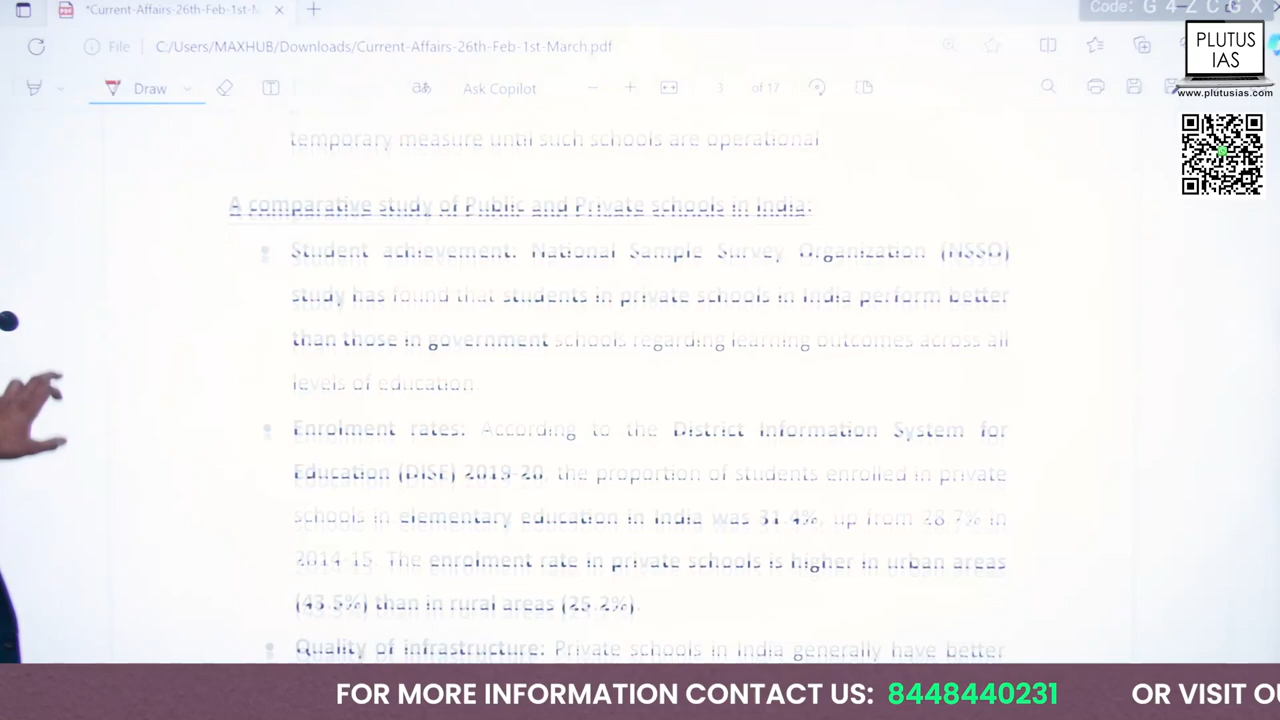 *Current-Affairs-26th-Feb-1st-M
Code: G 4 Z C G X
File C:/Users/MAXHUB/Downloads/Current-Affairs-26th-Feb-1st-March.pdf
PLUTUS
IAS
www.plutusias.com
Draw Ask Copilot 3 of 17
temporary measure until such schools are operational
A comparative study of Public and Private schools in India:
Student achievement: National Sample Survey Organization (NSSO)
study has found that students in private schools in India perform better
than those in government schools regarding learning outcomes across all
levels of education.
Enrolment rates: According to the District Information System for
Education (DISE) 2019-20, the proportion of students enrolled in private
schools in elementary education in India was 31.4%, up from 28.7% in
2014-15. The enrolment rate in private schools is higher in urban areas
(43.5%) than in rural areas (25.2%).
Quality of infrastructure: Private schools in India generally have better
FOR MORE INFORMATION CONTACT US: 8448440231 OR VISIT